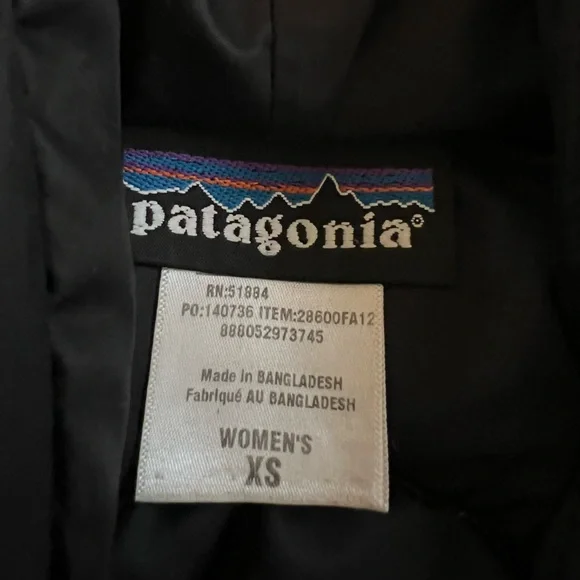 patagonia®
RN:51884
PO:140736 ITEM:28600FA12
888052973745
Made in BANGLADESH
Fabriqué AU BANGLADESH
WOMEN'S
XS